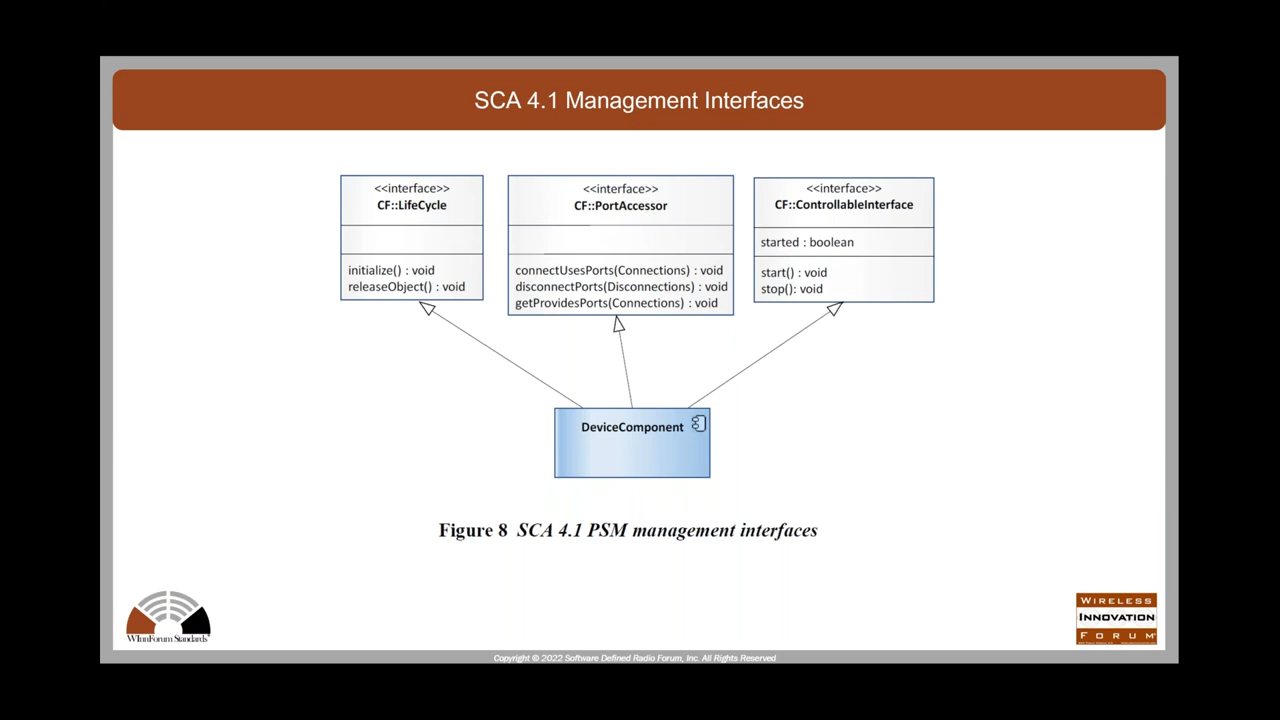 SCA 4.1 Management Interfaces
<<interface>>
CF::LifeCycle
initialize() : void
releaseObject() : void
<<interface>>
CF::PortAccessor
connectUsesPorts(Connections) : void
disconnectPorts(Disconnections) : void
getProvidesPorts(Connections) : void
<<interface>>
CF::ControllableInterface
started : boolean
start() : void
stop(): void
DeviceComponent
Figure 8 SCA 4.1 PSM management interfaces
WInnForum Standards
WIRELESS
INNOVATION
FORUM
Copyright © 2022 Software Defined Radio Forum, Inc. All Rights Reserved